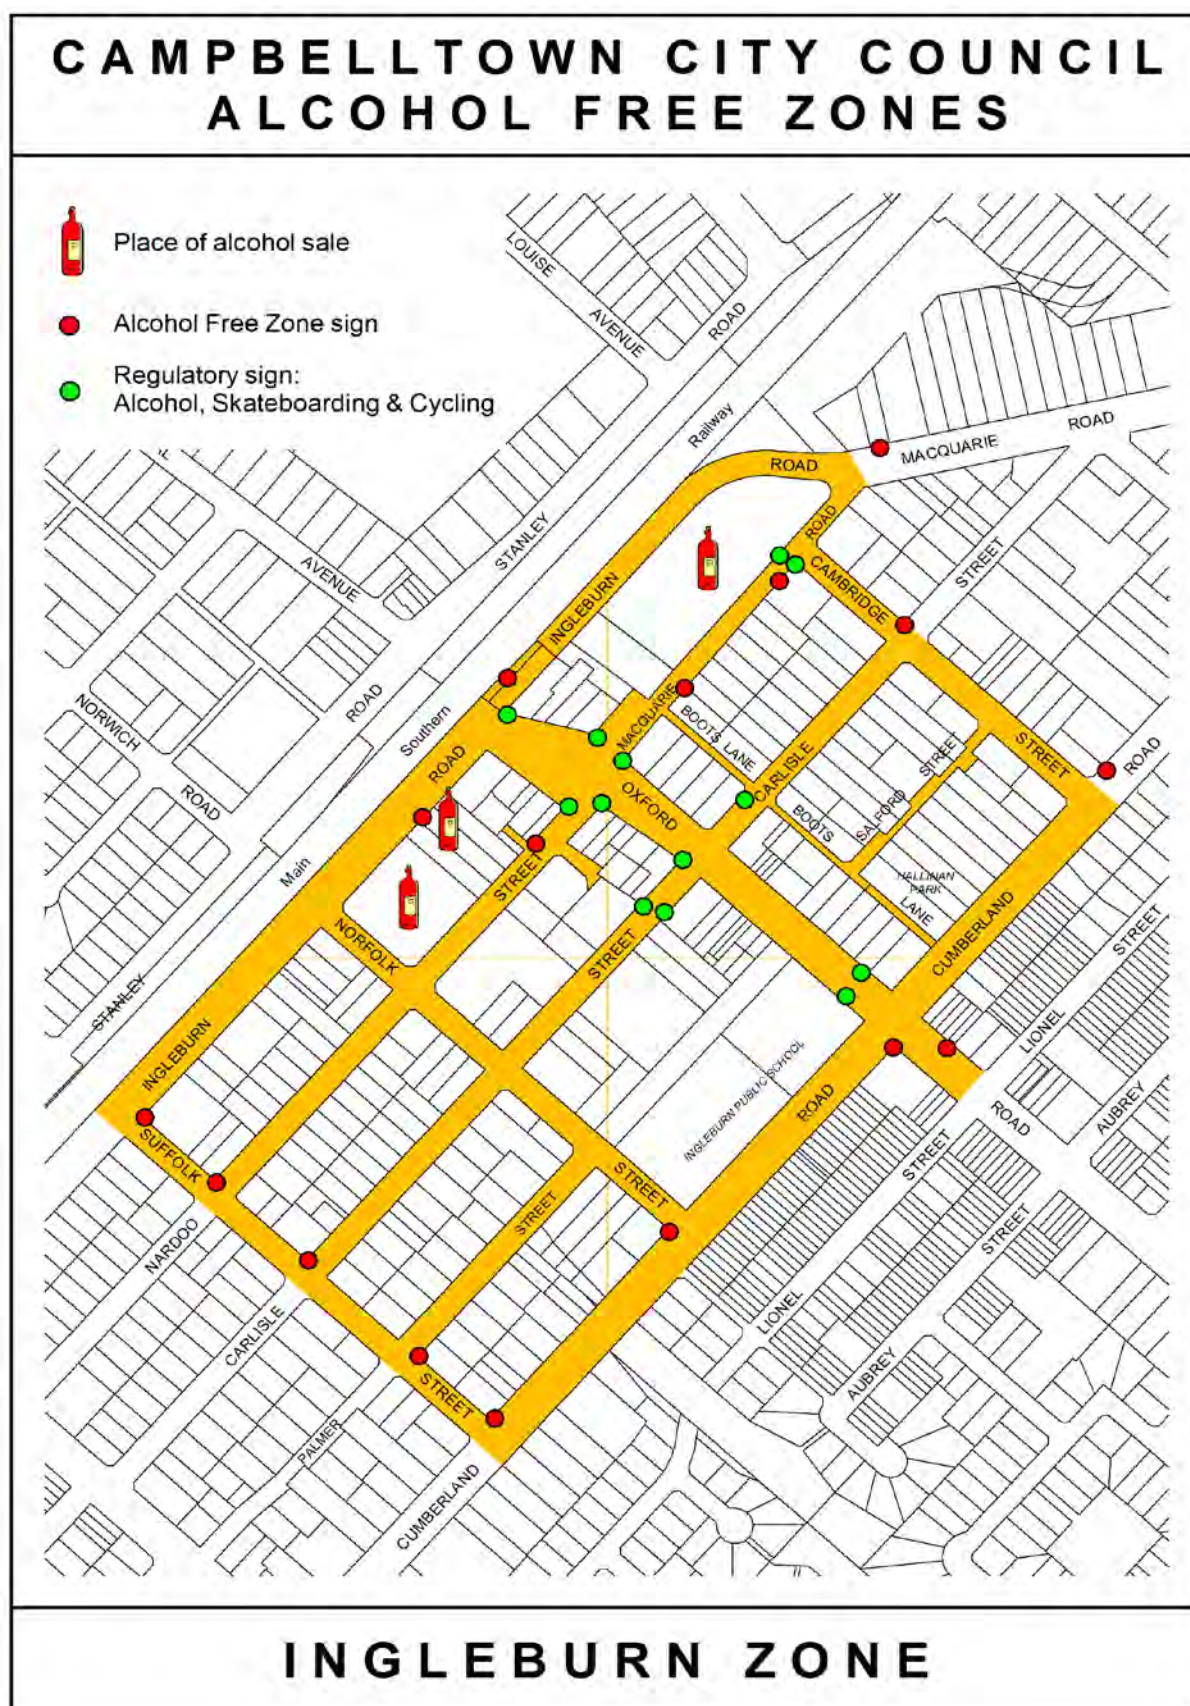 CAMPBELLTOWN CITY COUNCIL
ALCOHOL FREE ZONES
Place of alcohol sale
Alcohol Free Zone sign
Regulatory sign:
Alcohol, Skateboarding & Cycling
LOUISE
AVENUE
ROAD
Railway
STANLEY
AVENUE
ROAD
MACQUARIE
ROAD
ROAD
STREET
CAMBRIDGE
INGLEBURN
NORWICH
ROAD
ROAD
Southern
ROAD
MACQUARIE
BOOTS LANE
CARLISLE
STREET
STREET
ROAD
OXFORD
BOOTS
SALFORD
HALLINAN
PARK
LANE
Main
STREET
NORFOLK
STREET
CUMBERLAND
STREET
STANLEY
INGLEBURN
LIONEL
INGLEBURN PUBLIC SCHOOL
ROAD
ROAD
AUBREY
SUFFOLK
STREET
STREET
STREET
STREET
NARDOO
CARLISLE
LIONEL
AUBREY
STREET
PALMER
CUMBERLAND
INGLEBURN ZONE